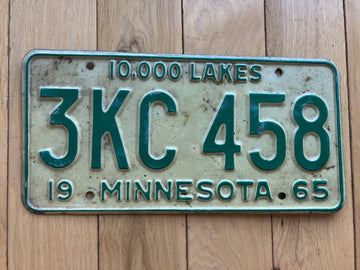 10,000 LAKES
3KC 458
19 MINNESOTA 65